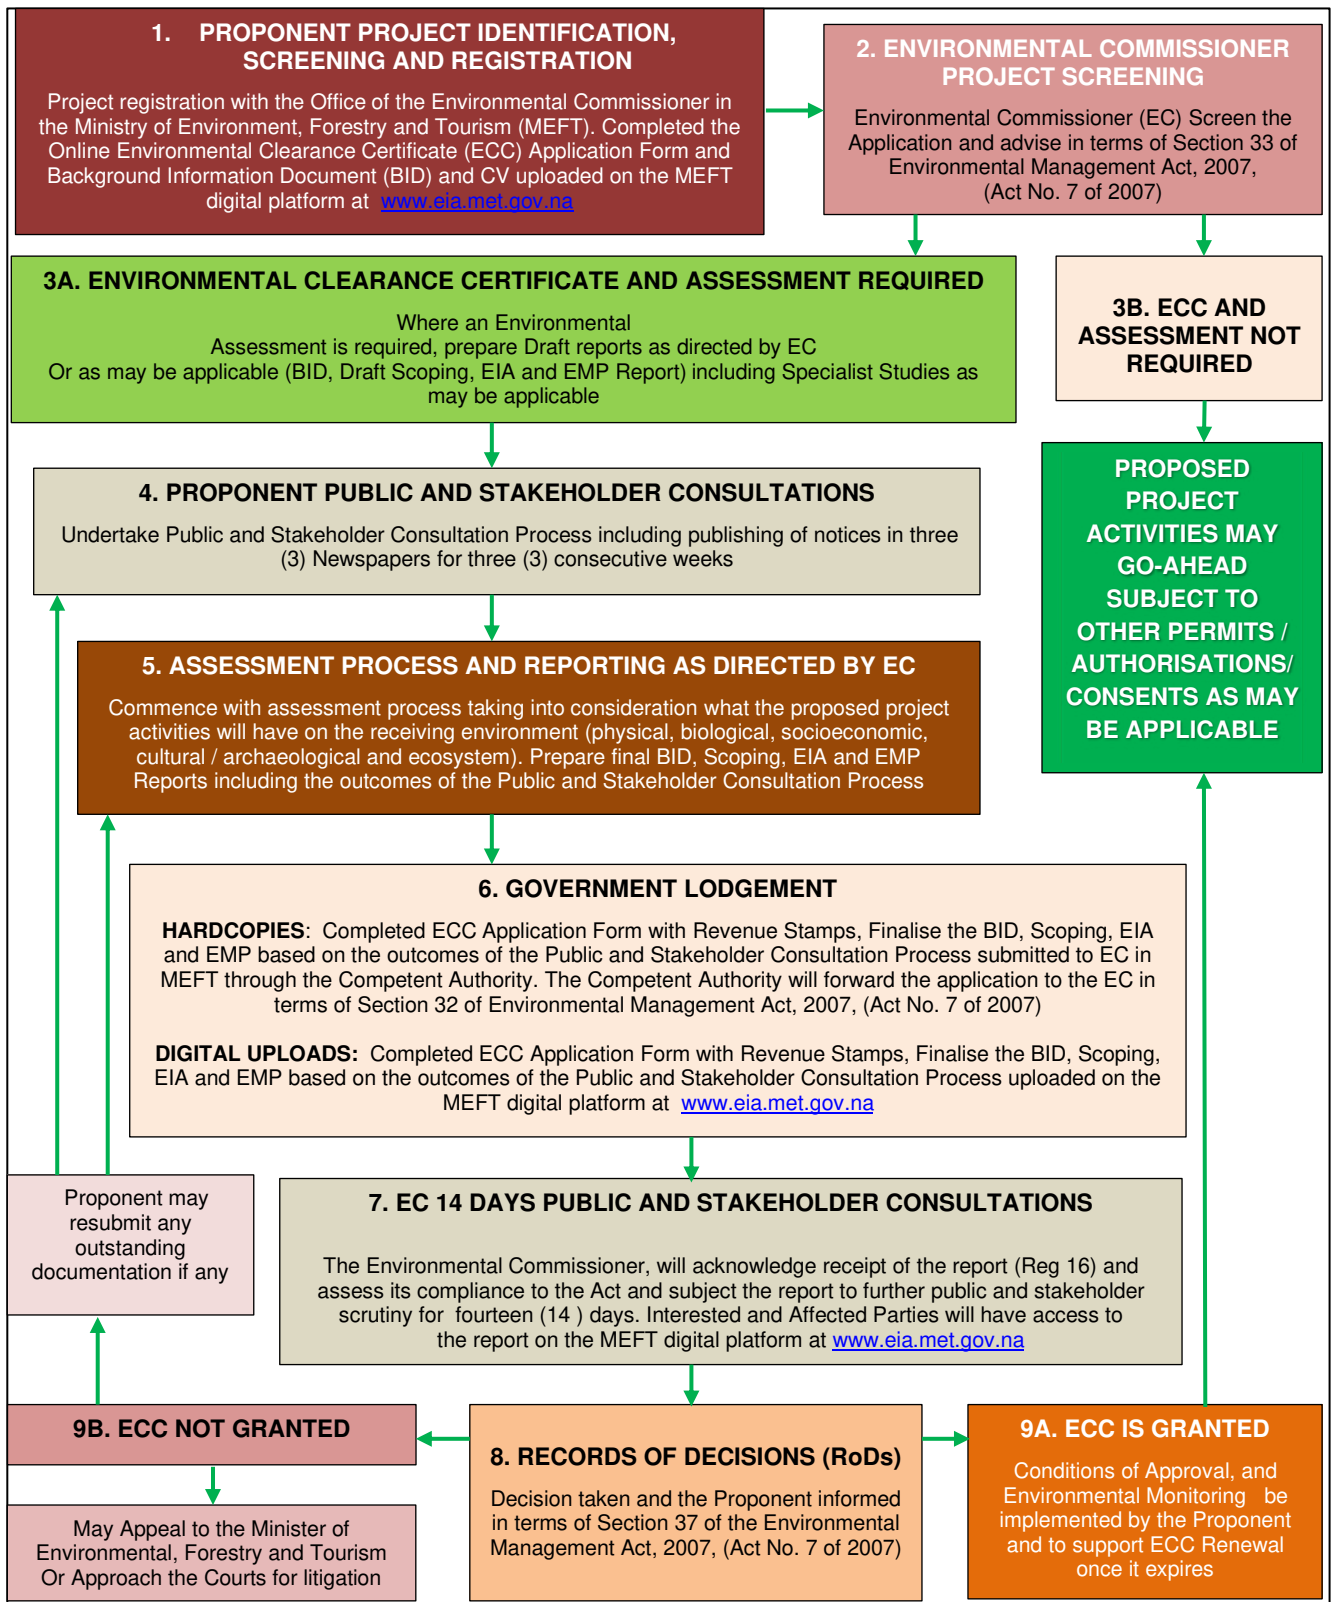 1. PROPONENT PROJECT IDENTIFICATION,
SCREENING AND REGISTRATION
Project registration with the Office of the Environmental Commissioner in
the Ministry of Environment, Forestry and Tourism (MEFT). Completed the
Online Environmental Clearance Certificate (ECC) Application Form and
Background Information Document (BID) and CV uploaded on the MEFT
digital platform at www.eia.met.gov.na
2. ENVIRONMENTAL COMMISSIONER
PROJECT SCREENING
Environmental Commissioner (EC) Screen the
Application and advise in terms of Section 33 of
Environmental Management Act, 2007,
(Act No. 7 of 2007)
3A. ENVIRONMENTAL CLEARANCE CERTIFICATE AND ASSESSMENT REQUIRED
Where an Environmental
Assessment is required, prepare Draft reports as directed by EC
Or as may be applicable (BID, Draft Scoping, EIA and EMP Report) including Specialist Studies as
may be applicable
3B. ECC AND
ASSESSMENT NOT
REQUIRED
PROPOSED
PROJECT
ACTIVITIES MAY
GO-AHEAD
SUBJECT TO
OTHER PERMITS /
AUTHORISATIONS/
CONSENTS AS MAY
BE APPLICABLE
4. PROPONENT PUBLIC AND STAKEHOLDER CONSULTATIONS
Undertake Public and Stakeholder Consultation Process including publishing of notices in three
(3) Newspapers for three (3) consecutive weeks
5. ASSESSMENT PROCESS AND REPORTING AS DIRECTED BY EC
Commence with assessment process taking into consideration what the proposed project
activities will have on the receiving environment (physical, biological, socioeconomic,
cultural / archaeological and ecosystem). Prepare final BID, Scoping, EIA and EMP
Reports including the outcomes of the Public and Stakeholder Consultation Process
6. GOVERNMENT LODGEMENT
HARDCOPIES: Completed ECC Application Form with Revenue Stamps, Finalise the BID, Scoping, EIA
and EMP based on the outcomes of the Public and Stakeholder Consultation Process submitted to EC in
MEFT through the Competent Authority. The Competent Authority will forward the application to the EC in
terms of Section 32 of Environmental Management Act, 2007, (Act No. 7 of 2007)
DIGITAL UPLOADS: Completed ECC Application Form with Revenue Stamps, Finalise the BID, Scoping,
EIA and EMP based on the outcomes of the Public and Stakeholder Consultation Process uploaded on the
MEFT digital platform at www.eia.met.gov.na
Proponent may
resubmit any
outstanding
documentation if any
7. EC 14 DAYS PUBLIC AND STAKEHOLDER CONSULTATIONS
The Environmental Commissioner, will acknowledge receipt of the report (Reg 16) and
assess its compliance to the Act and subject the report to further public and stakeholder
scrutiny for fourteen (14 ) days. Interested and Affected Parties will have access to
the report on the MEFT digital platform at www.eia.met.gov.na
9B. ECC NOT GRANTED
May Appeal to the Minister of
Environmental, Forestry and Tourism
Or Approach the Courts for litigation
8. RECORDS OF DECISIONS (RoDs)
Decision taken and the Proponent informed
in terms of Section 37 of the Environmental
Management Act, 2007, (Act No. 7 of 2007)
9A. ECC IS GRANTED
Conditions of Approval, and
Environmental Monitoring be
implemented by the Proponent
and to support ECC Renewal
once it expires